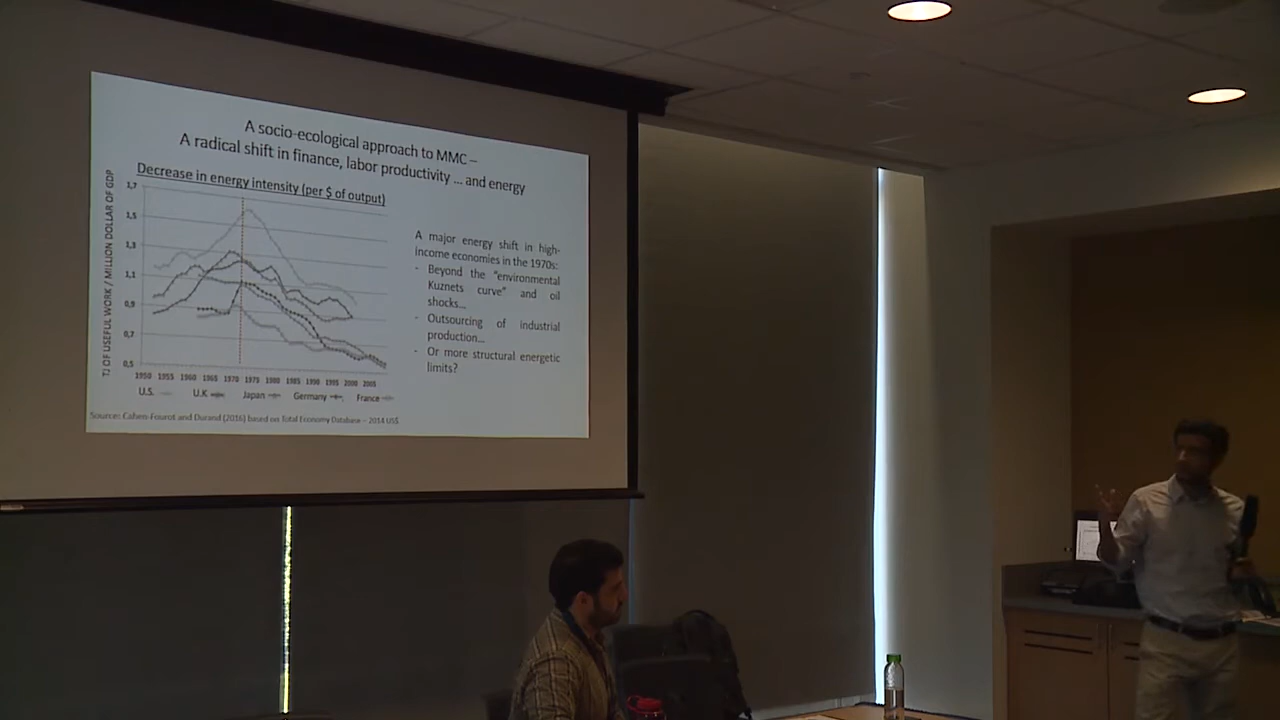 A socio-ecological approach to MMC –
A radical shift in finance, labor productivity ... and energy
Decrease in energy intensity (per $ of output)
TJ OF USEFUL WORK / MILLION DOLLAR OF GDP
1,7
1,5
1,3
1,1
0,9
0,7
0,5
1950 1955 1960 1965 1970 1975 1980 1985 1990 1995 2000 2005
U.S. U.K Japan Germany France
Source: Cahen-Fourot and Durand (2016) based on Total Economy Database – 2014 US$
A major energy shift in high-
income economies in the 1970s:
- Beyond the "environmental
Kuznets curve" and oil
shocks...
- Outsourcing of industrial
production...
- Or more structural energetic
limits?